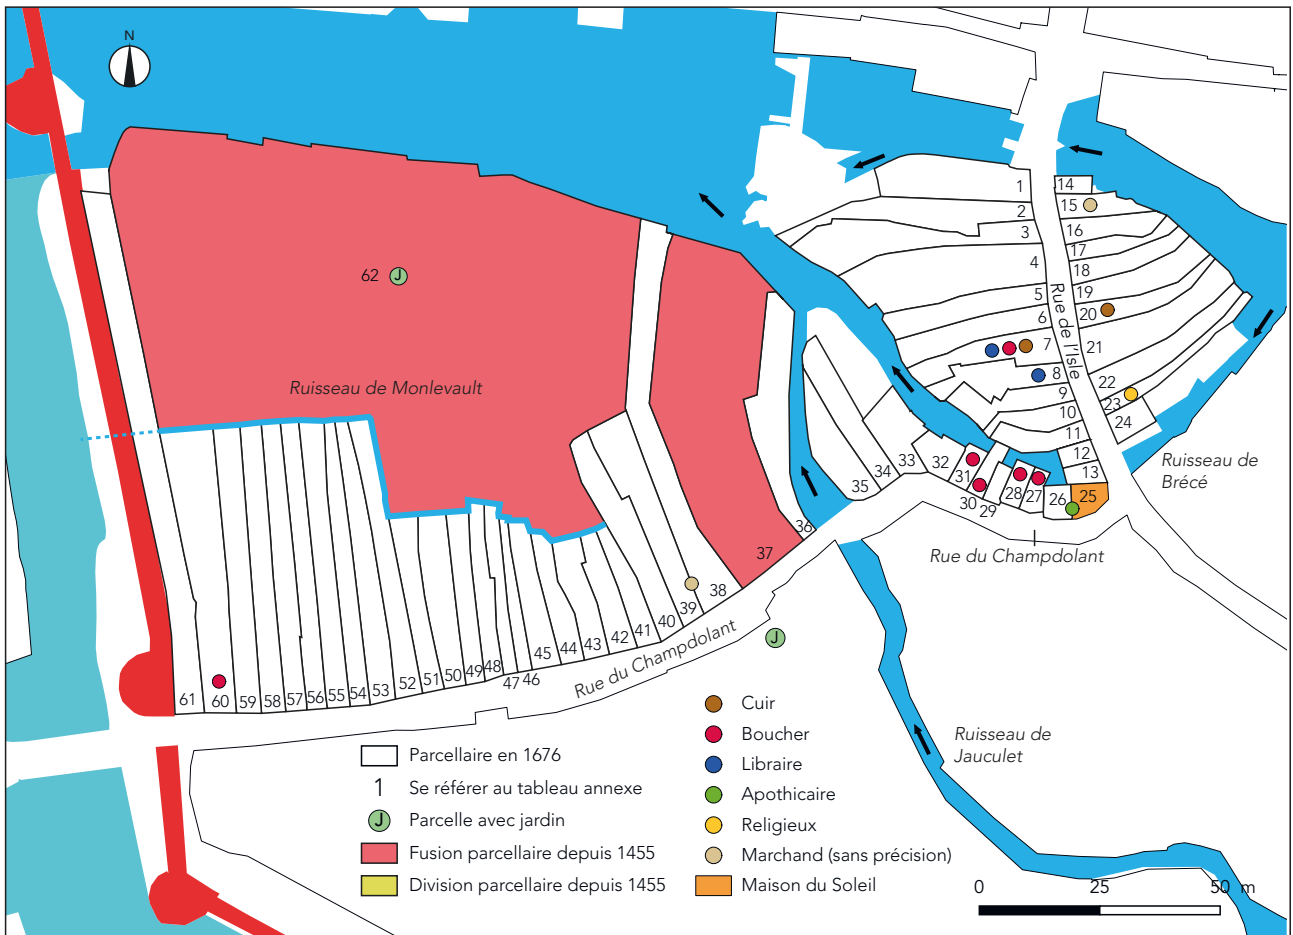 N
1
14
2
15
3
16
4
17
18
5
19
6
20
Rue de l'Isle
7
21
8
22
9
23
10
24
11
12
13
25
26
27
28
29
30
31
32
33
34
35
36
37
38
39
40
41
42
43
44
45
46
47
48
49
50
51
52
53
54
55
56
57
58
59
60
61
62
J
Ruisseau de Monlevault
Ruisseau de
Brécé
Rue du Champdolant
Rue du Champdolant
J
Ruisseau de
Jauculet
Parcellaire en 1676
1 Se référer au tableau annexe
J Parcelle avec jardin
Fusion parcellaire depuis 1455
Division parcellaire depuis 1455
Cuir
Boucher
Libraire
Apothicaire
Religieux
Marchand (sans précision)
Maison du Soleil
0 25 50 m